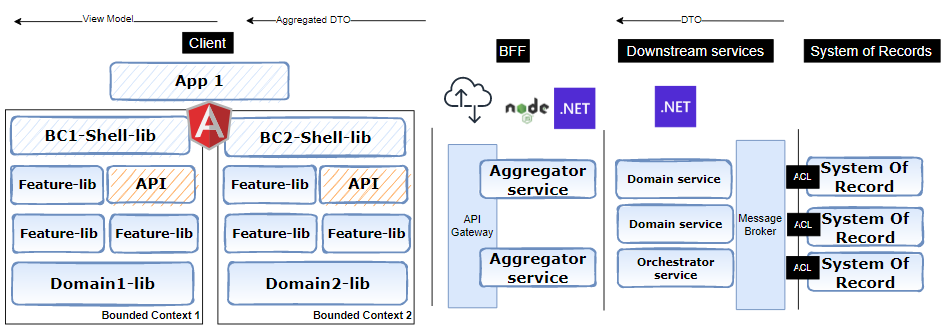 View Model
Aggregated DTO
DTO
Client
BFF
Downstream services
System of Records
App 1
node
JS
.NET
.NET
BC1-Shell-lib
BC2-Shell-lib
Feature-lib
API
Feature-lib
API
Feature-lib
Feature-lib
Feature-lib
Feature-lib
Domain1-lib
Domain2-lib
Bounded Context 1
Bounded Context 2
API
Gateway
Aggregator
service
Aggregator
service
Domain service
Domain service
Orchestrator
service
Message
Broker
ACL
System Of
Record
ACL
System Of
Record
ACL
System Of
Record